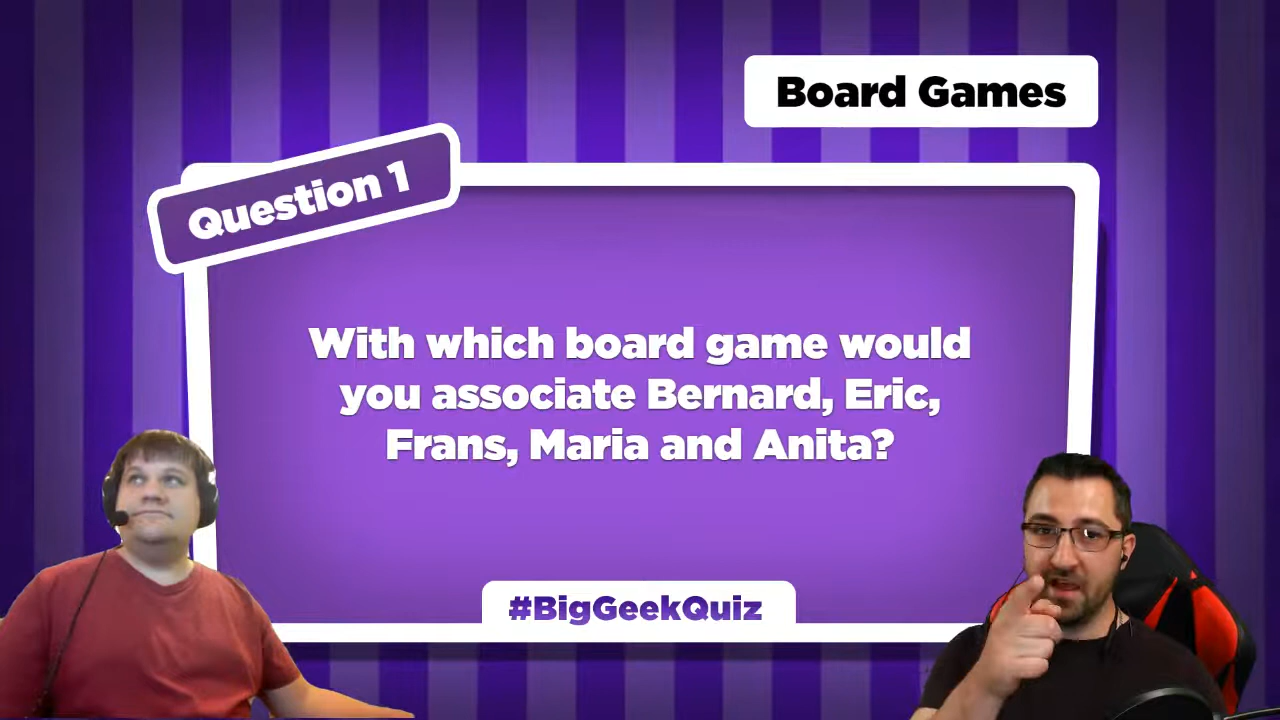 Board Games
Question 1
With which board game would
you associate Bernard, Eric,
Frans, Maria and Anita?
#BigGeekQuiz